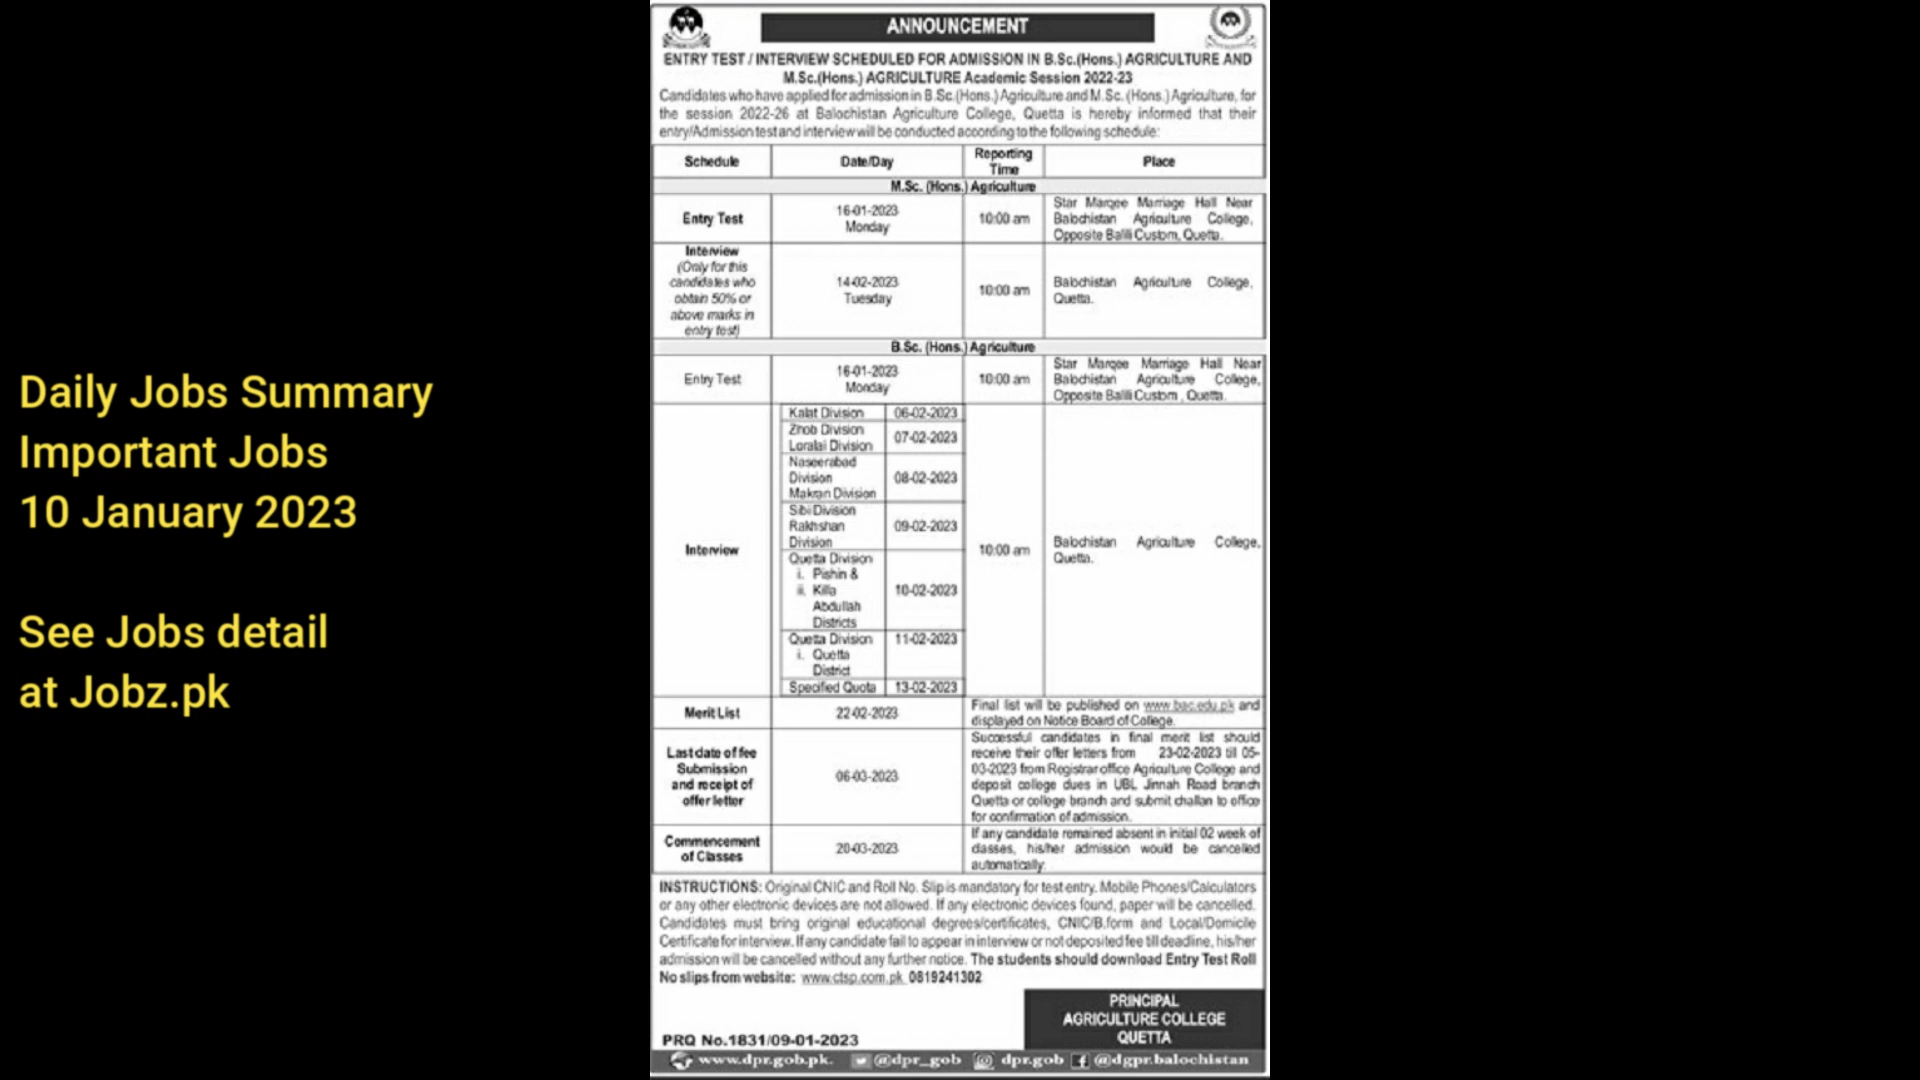 Daily Jobs Summary
Important Jobs
10 January 2023
See Jobs detail
at Jobz.pk
ANNOUNCEMENT
ENTRY TEST / INTERVIEW SCHEDULED FOR ADMISSION IN B.Sc.(Hons.) AGRICULTURE AND
M.Sc.(Hons.) AGRICULTURE Academic Session 2022-23
Candidates who have applied for admission in B.Sc.(Hons.) Agriculture and M.Sc. (Hons.) Agriculture, for
the session 2022-26 at Balochistan Agriculture College, Quetta is hereby informed that their
entry/Admission test and interview will be conducted according to the following schedule:
Schedule Date/Day Reporting Time Place
M.Sc. (Hons.) Agriculture
Entry Test
16-01-2023
Monday
10:00 am
Star Marqee Marriage Hall Near
Balochistan Agriculture College,
Opposite Balili Custom, Quetta.
Interview
(Only for this
candidates who
obtain 50% or
above marks in
entry test)
14-02-2023
Tuesday
10:00 am
Balochistan Agriculture College,
Quetta.
B.Sc. (Hons.) Agriculture
Entry Test
16-01-2023
Monday
10:00 am
Star Marqee Marriage Hall Near
Balochistan Agriculture College,
Opposite Balili Custom , Quetta.
Interview
Kalat Division 06-02-2023
Zhob Division
Loralai Division
07-02-2023
Naseerabad
Division
Makran Division
08-02-2023
Sibi Division
Rakhshan
Division
09-02-2023
Quetta Division
i. Pishin &
ii. Killa
Abdullah
Districts
10-02-2023
Quetta Division 11-02-2023
i. Quetta
District
Specified Quota 13-02-2023
10:00 am
Balochistan Agriculture College,
Quetta.
Merit List
22-02-2023
Final list will be published on www.bac.edu.pk and
displayed on Notice Board of College.
Last date of fee
Submission
and receipt of
offer letter
06-03-2023
Successful candidates in final merit list should
receive their offer letters from 23-02-2023 till 05-
03-2023 from Registrar office Agriculture College and
deposit college dues in UBL Jinnah Road branch
Quetta or college branch and submit challan to office
for confirmation of admission.
Commencement
of Classes
20-03-2023
If any candidate remained absent in initial 02 week of
classes, his/her admission would be cancelled
automatically.
INSTRUCTIONS: Original CNIC and Roll No. Slip is mandatory for test entry. Mobile Phones/Calculators
or any other electronic devices are not allowed. If any electronic devices found, paper will be cancelled.
Candidates must bring original educational degrees/certificates, CNIC/B.form and Local/Domicile
Certificate for interview. If any candidate fail to appear in interview or not deposited fee till deadline, his/her
admission will be cancelled without any further notice. The students should download Entry Test Roll
No slips from website: www.ctsp.com.pk 0819241302
PRINCIPAL
AGRICULTURE COLLEGE
QUETTA
PRQ No.1831/09-01-2023
www.dpr.gob.pk. @dpr_gob dpr.gob @dgpr.balochistan